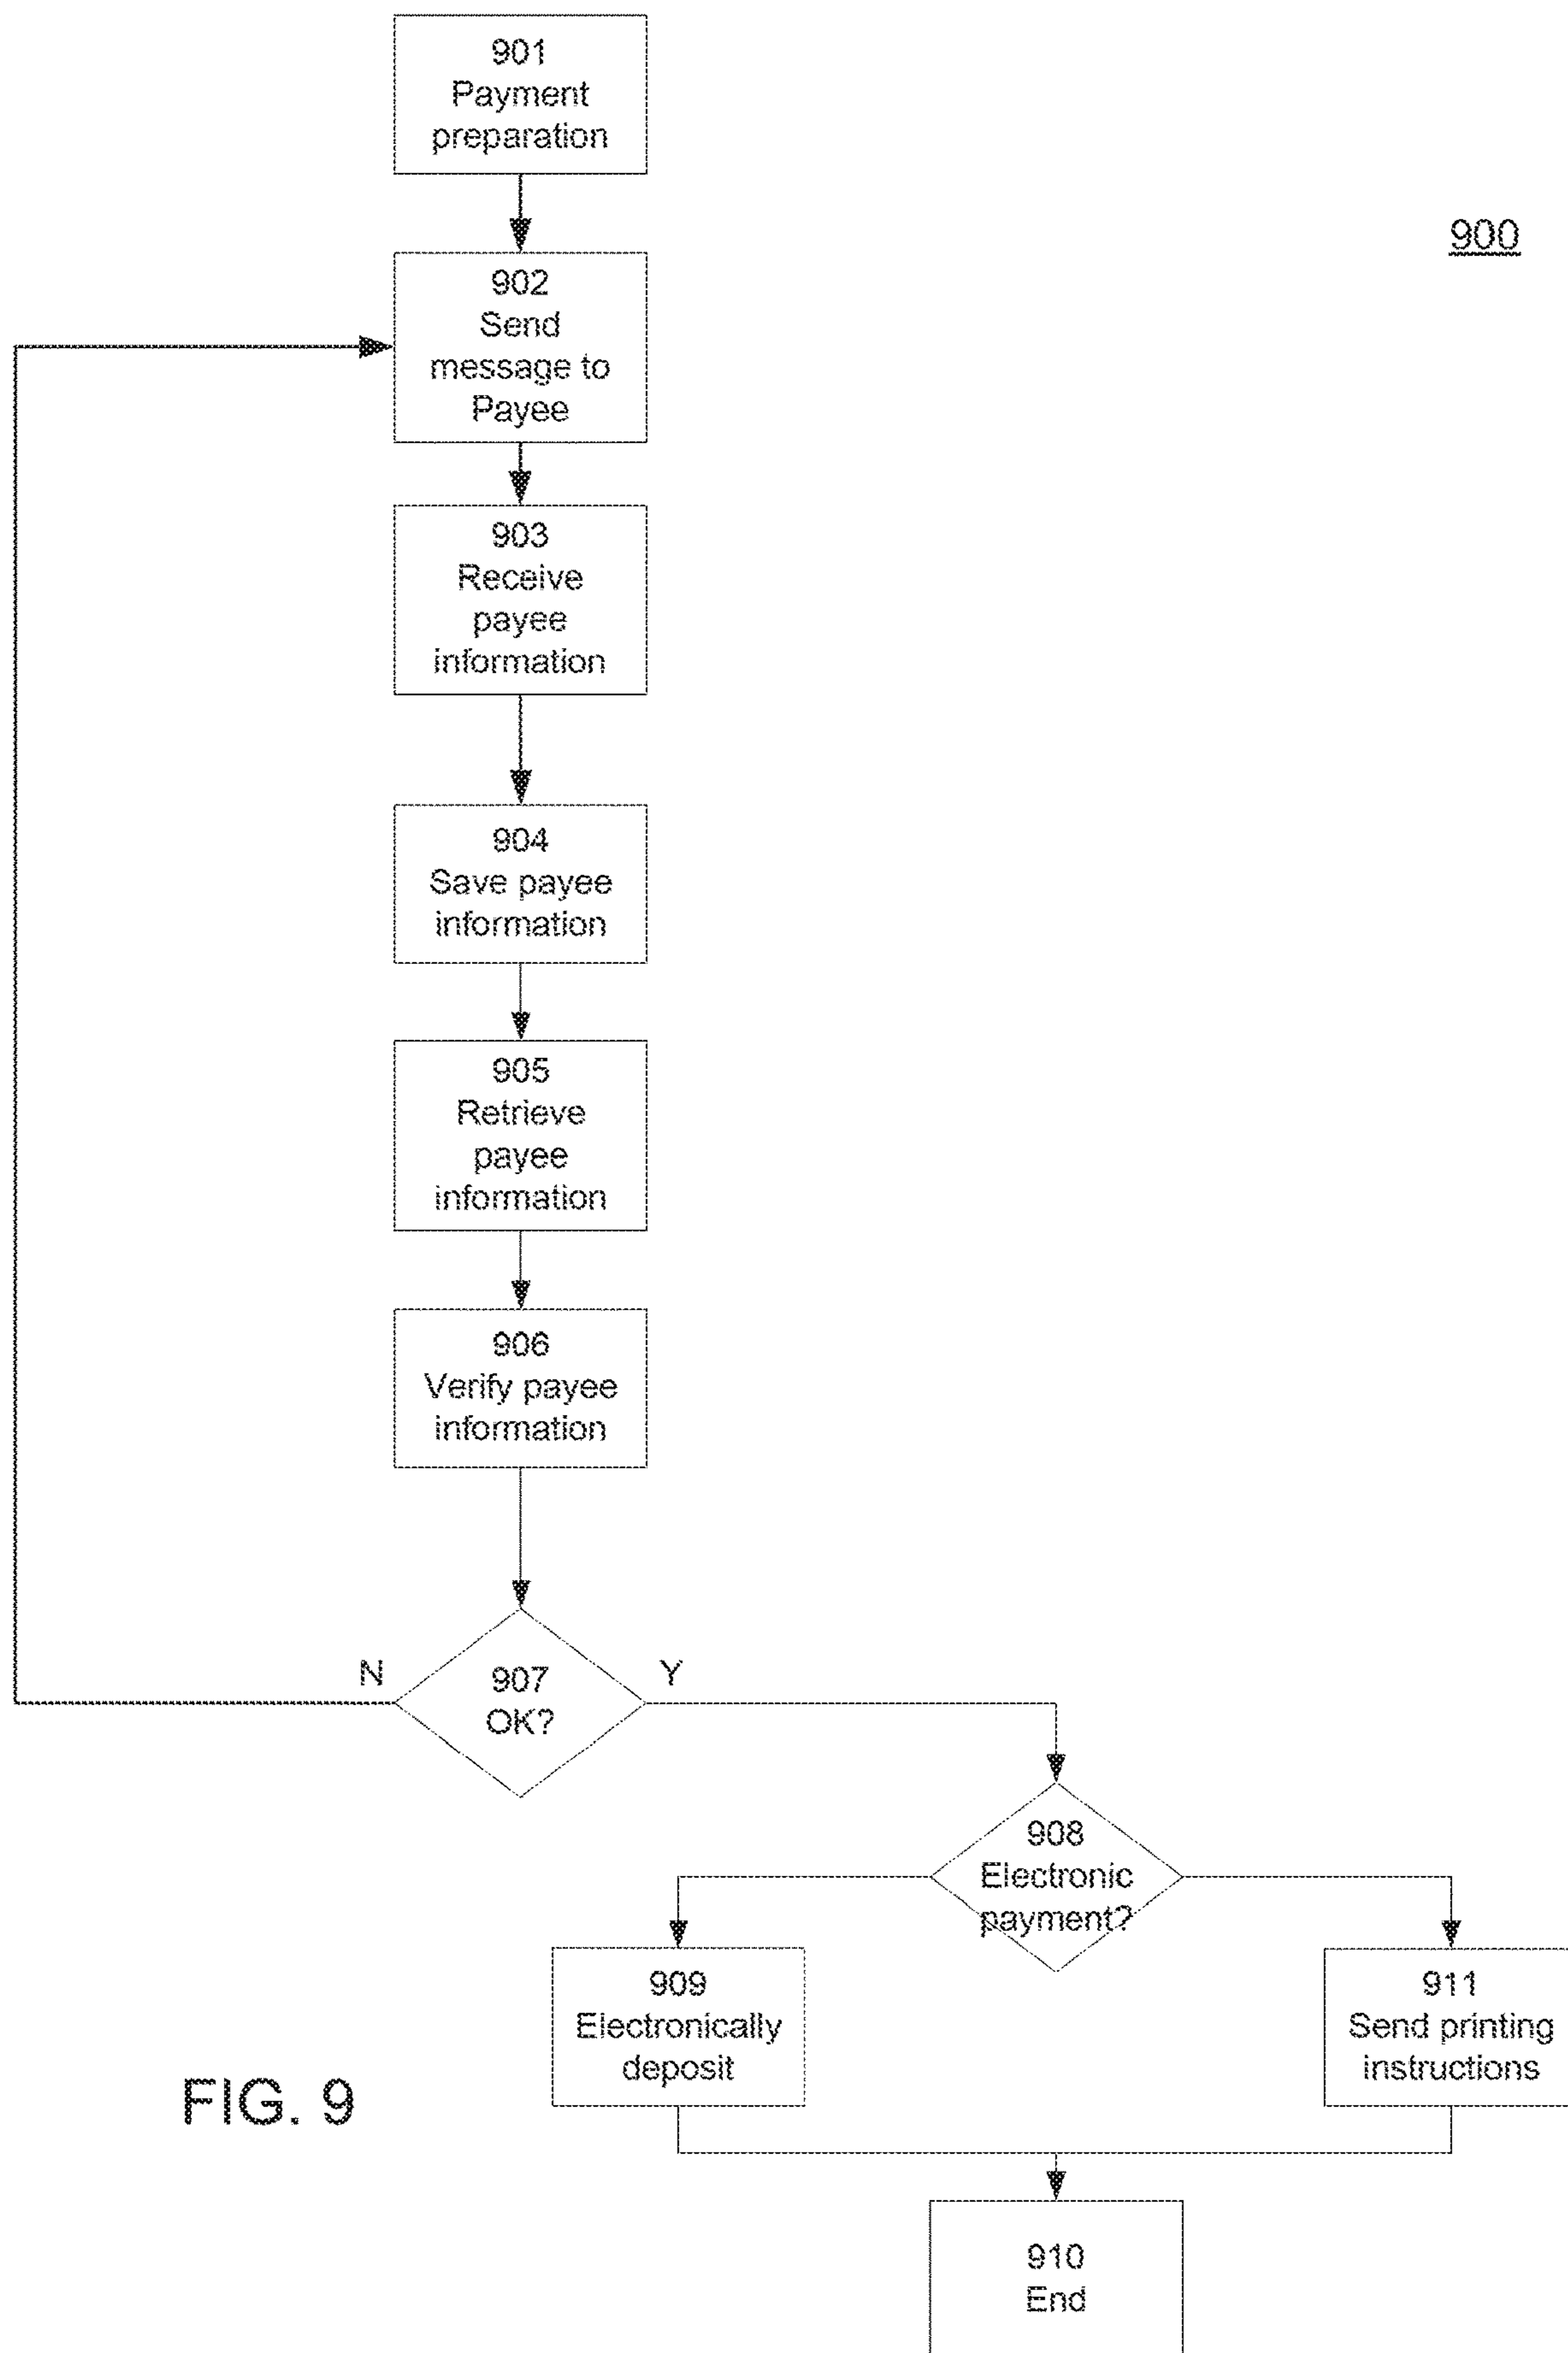 901
Payment
preparation
900
902
Send
message to
Payee
903
Receive
payee
information
904
Save payee
information
905
Retrieve
payee
information
906
Verify payee
information
N
907
OK?
Y
908
Electronic
payment?
909
Electronically
deposit
911
Send printing
instructions
FIG. 9
910
End